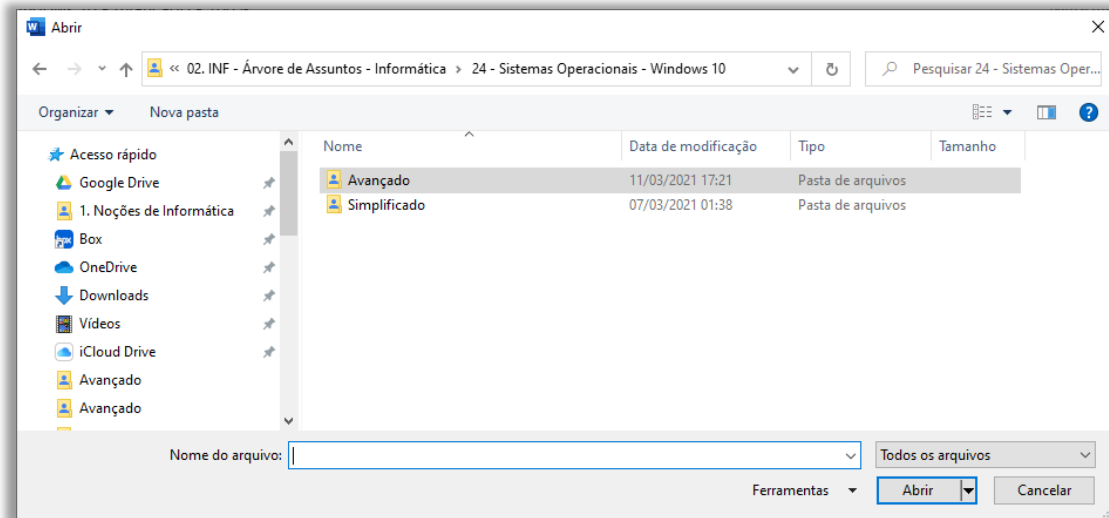 Abrir
« 02. INF - Árvore de Assuntos - Informática › 24 - Sistemas Operacionais - Windows 10 Pesquisar 24 - Sistemas Oper...
Organizar Nova pasta
Nome Data de modificação Tipo Tamanho
Acesso rápido
Google Drive
1. Noções de Informática
Box
OneDrive
Downloads
Vídeos
iCloud Drive
Avançado
Avançado
Avançado 11/03/2021 17:21 Pasta de arquivos
Simplificado 07/03/2021 01:38 Pasta de arquivos
Nome do arquivo: Todos os arquivos
Ferramentas Abrir Cancelar